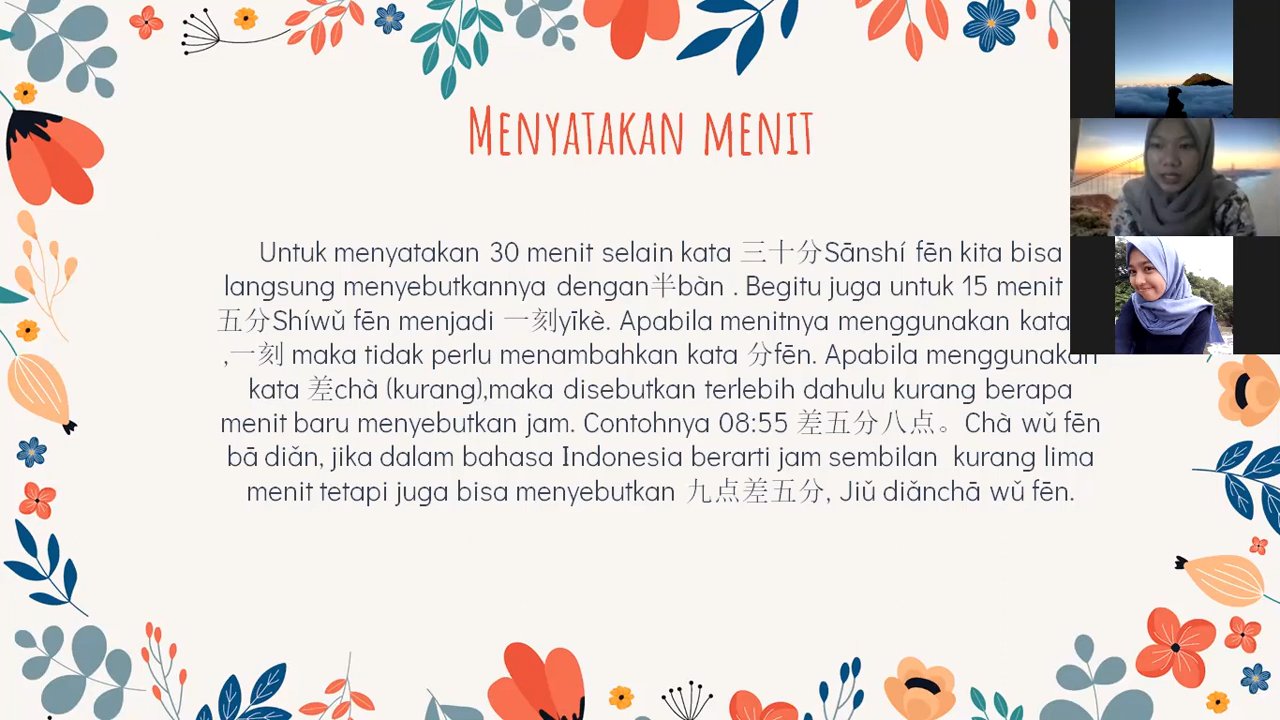 Menyatakan menit
Untuk menyatakan 30 menit selain kata 三十分Sānshí fēn kita bisa
langsung menyebutkannya dengan半bàn . Begitu juga untuk 15 menit
五分Shíwǔ fēn menjadi 一刻yīkè. Apabila menitnya menggunakan kata
,一刻 maka tidak perlu menambahkan kata 分fēn. Apabila menggunakan
kata 差chà (kurang),maka disebutkan terlebih dahulu kurang berapa
menit baru menyebutkan jam. Contohnya 08:55 差五分八点。Chà wǔ fēn
bā diǎn, jika dalam bahasa Indonesia berarti jam sembilan kurang lima
menit tetapi juga bisa menyebutkan 九点差五分, Jiǔ diǎnchā wǔ fēn.